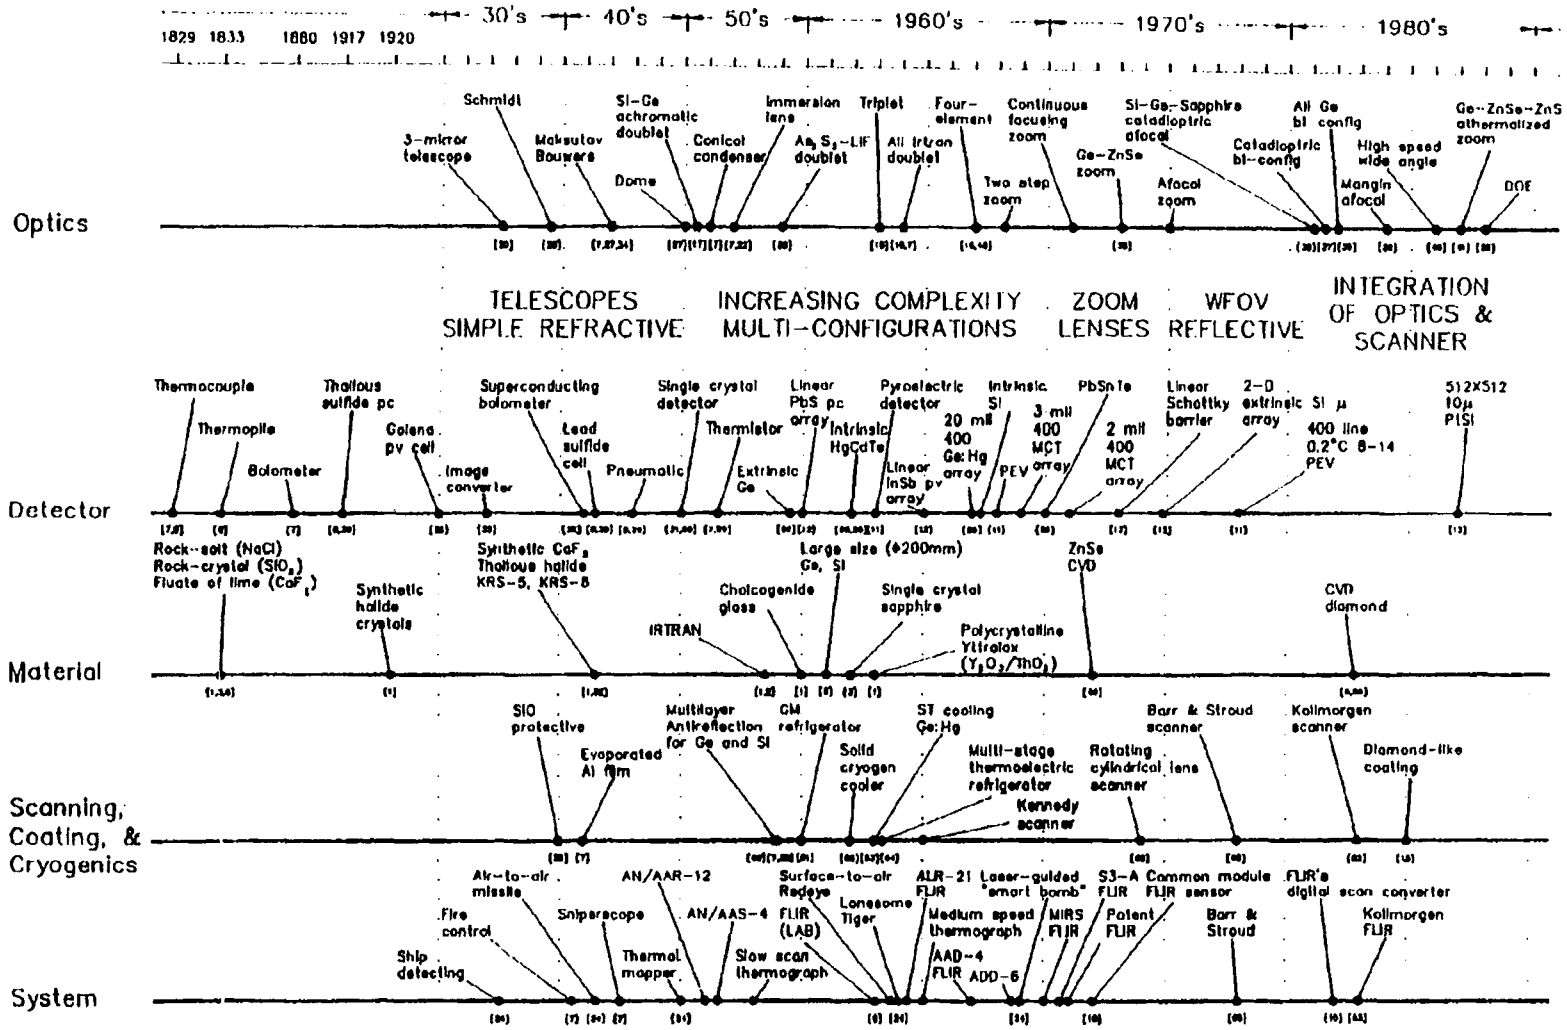 30's 40's 50's 1960's 1970's 1980's
1829 1833 1880 1917 1920
Optics
3-mirror
telescope
Schmidt
Maksutov
Bouwers
Dome
Si-Ge
achromatic
doublet
Conical
condenser
Immersion
lens
As2S3-LiF
doublet
Triplet
All Irtran
doublet
Four-
element
Two step
zoom
Continuous
focusing
zoom
Ge-ZnSe
zoom
Afocal
zoom
Si-Ge-Sapphire
catadioptric
afocal
Catadioptric
bi-config
All Ge
bi config
Mangin
afocal
High speed
wide angle
Ge-ZnSe-ZnS
athermalized
zoom
DOE
TELESCOPES
SIMPLE REFRACTIVE
INCREASING COMPLEXITY
MULTI-CONFIGURATIONS
ZOOM
LENSES
WFOV
REFLECTIVE
INTEGRATION
OF OPTICS &
SCANNER
Detector
Thermocouple
Thermopile
Bolometer
Thallous
sulfide pc
Galena
pv cell
Image
converter
Superconducting
bolometer
Lead
sulfide
cell
Pneumatic
Single crystal
detector
Thermistor
Extrinsic
Ge
Linear
PbS pc
array
Intrinsic
HgCdTe
Pyroelectric
detector
Linear
InSb pv
array
20 mil
400
Ge:Hg
array
Intrinsic
Si
PEV
3 mil
400
MCT
array
PbSnTe
2 mil
400
MCT
array
Linear
Schottky
barrier
2-D
extrinsic Si μ
array
400 line
0.2°C 8-14
PEV
512X512
10μ
PtSi
Material
Rock-salt (NaCl)
Rock-crystal (SiO2)
Fluate of lime (CaF2)
Synthetic
halide
crystals
Synthetic CaF2
Thallous halide
KRS-5, KRS-6
IRTRAN
Chalcogenide
glass
Large size (Φ200mm)
Ge, Si
Single crystal
sapphire
Polycrystalline
Yttralox
(Y2O3/ThO2)
ZnSe
CVD
CVD
diamond
Scanning,
Coating, &
Cryogenics
SiO
protective
Evaporated
Al film
Multilayer
Antireflection
for Ge and Si
GM
refrigerator
Solid
cryogen
cooler
ST cooling
Ge:Hg
Multi-stage
thermoelectric
refrigerator
Kennedy
scanner
Rotating
cylindrical lens
scanner
Barr & Stroud
scanner
Kollmorgen
scanner
Diamond-like
coating
System
Ship
detecting
Fire
control
Air-to-air
missile
Sniperscope
Thermal
mapper
AN/AAR-12
AN/AAS-4
Slow scan
thermograph
FLIR
(LAB)
Surface-to-air
Redeye
Lonesome
Tiger
ALR-21
FLIR
Medium speed
thermograph
AAD-4
FLIR
ADD-6
Laser-guided
"smart bomb"
MIRS
FLIR
S3-A
FLIR
Patent
FLIR
Common module
FLIR sensor
Barr &
Stroud
FLIR's
digital scan converter
Kollmorgen
FLIR